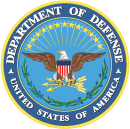 DEPARTMENT OF DEFENSE
UNITED STATES OF AMERICA